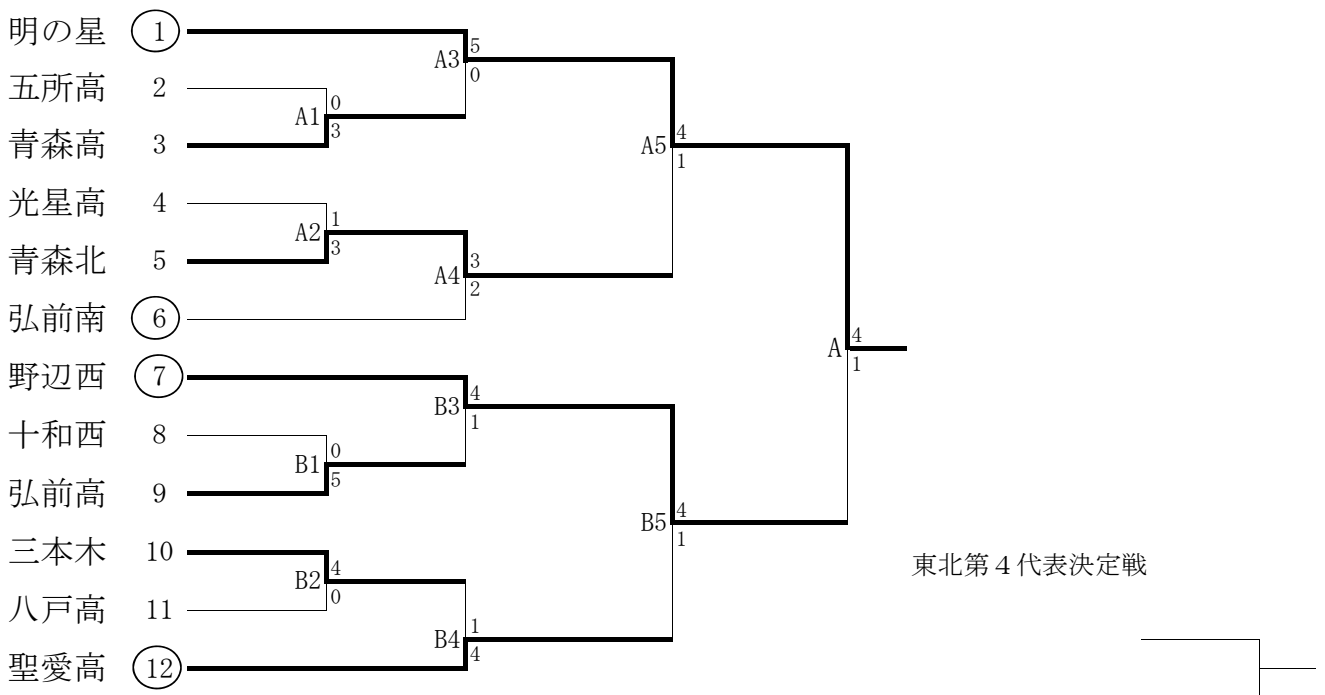 明の星 1
5
A3
0
五所高 2
0
A1
3
青森高 3
4
A5
1
光星高 4
1
A2
3
青森北 5
3
A4
2
弘前南 6
4
A
1
野辺西 7
4
B3
1
十和西 8
0
B1
5
弘前高 9
4
B5
1
三本木 10
4
B2
0
東北第４代表決定戦
八戸高 11
1
B4
4
聖愛高 12